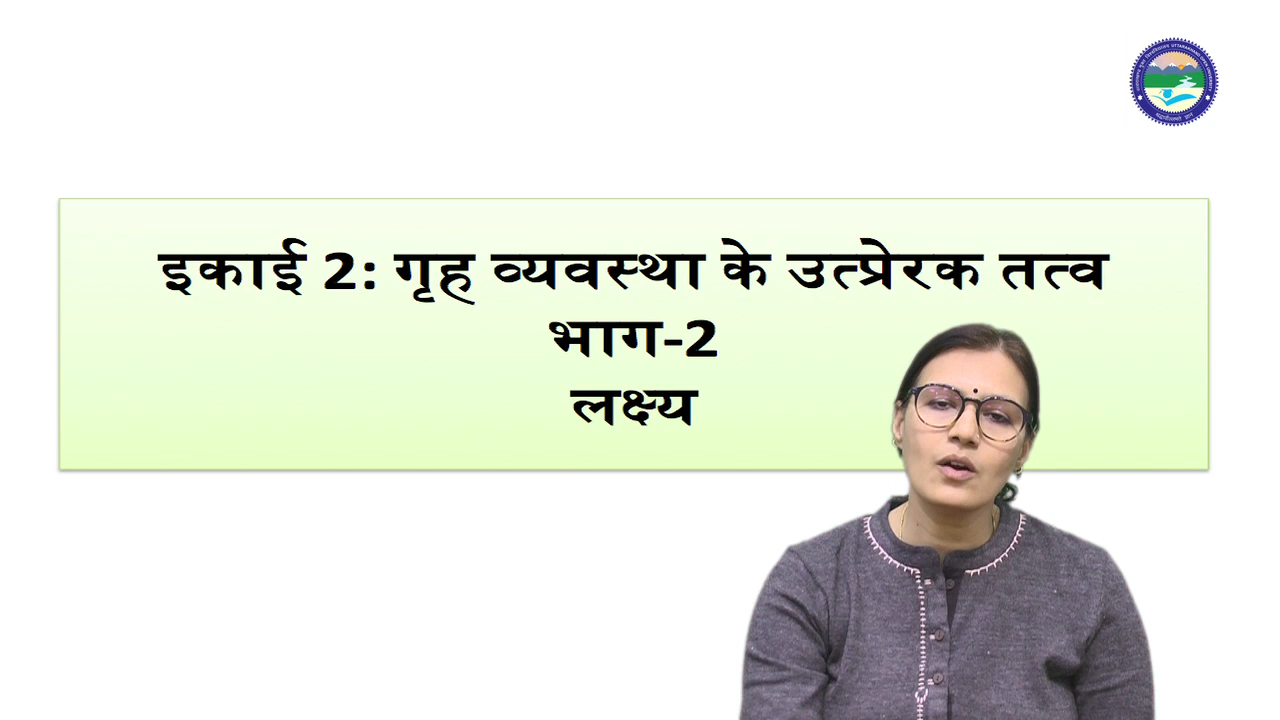 इकाई 2: गृह व्यवस्था के उत्प्रेरक तत्व
भाग-2
लक्ष्य